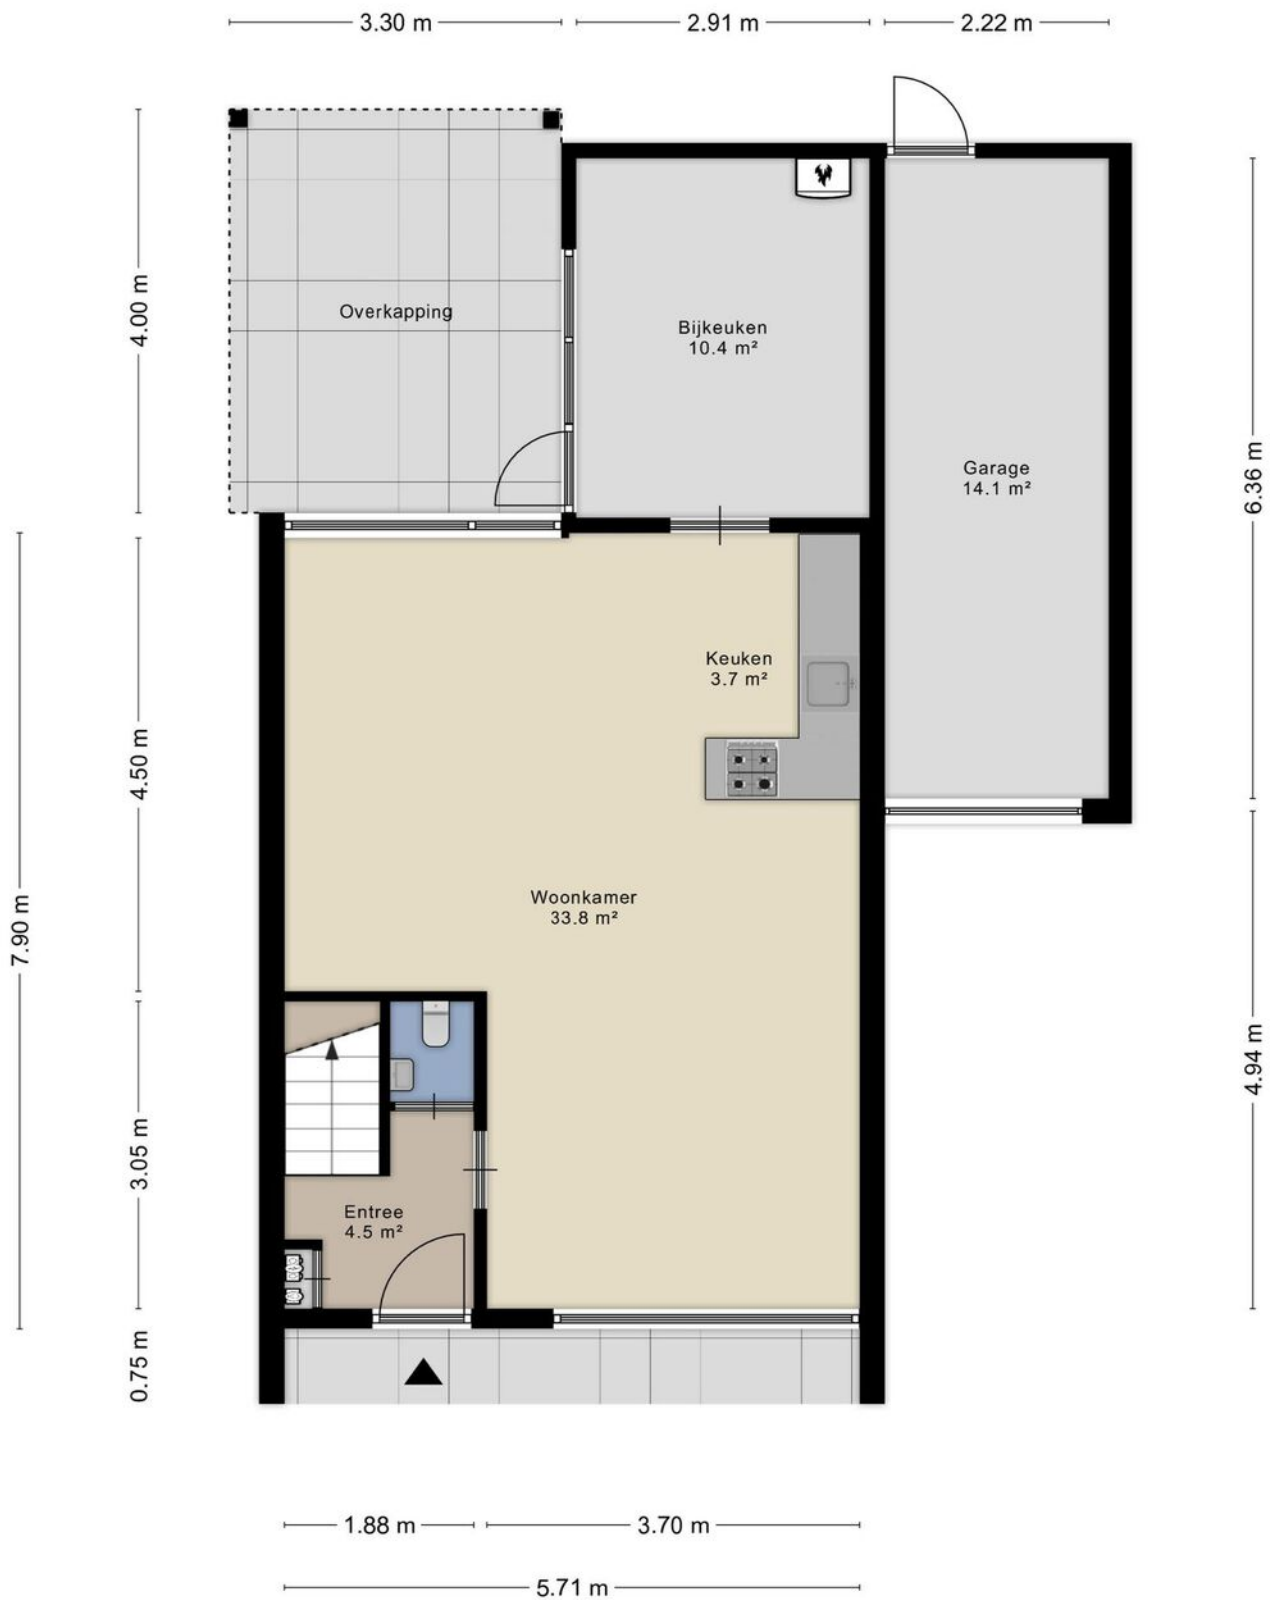 3.30 m
2.91 m
2.22 m
4.00 m
Overkapping
Bijkeuken
10.4 m²
Garage
14.1 m²
6.36 m
4.50 m
Keuken
3.7 m²
7.90 m
Woonkamer
33.8 m²
4.94 m
3.05 m
Entree
4.5 m²
0.75 m
1.88 m
3.70 m
5.71 m